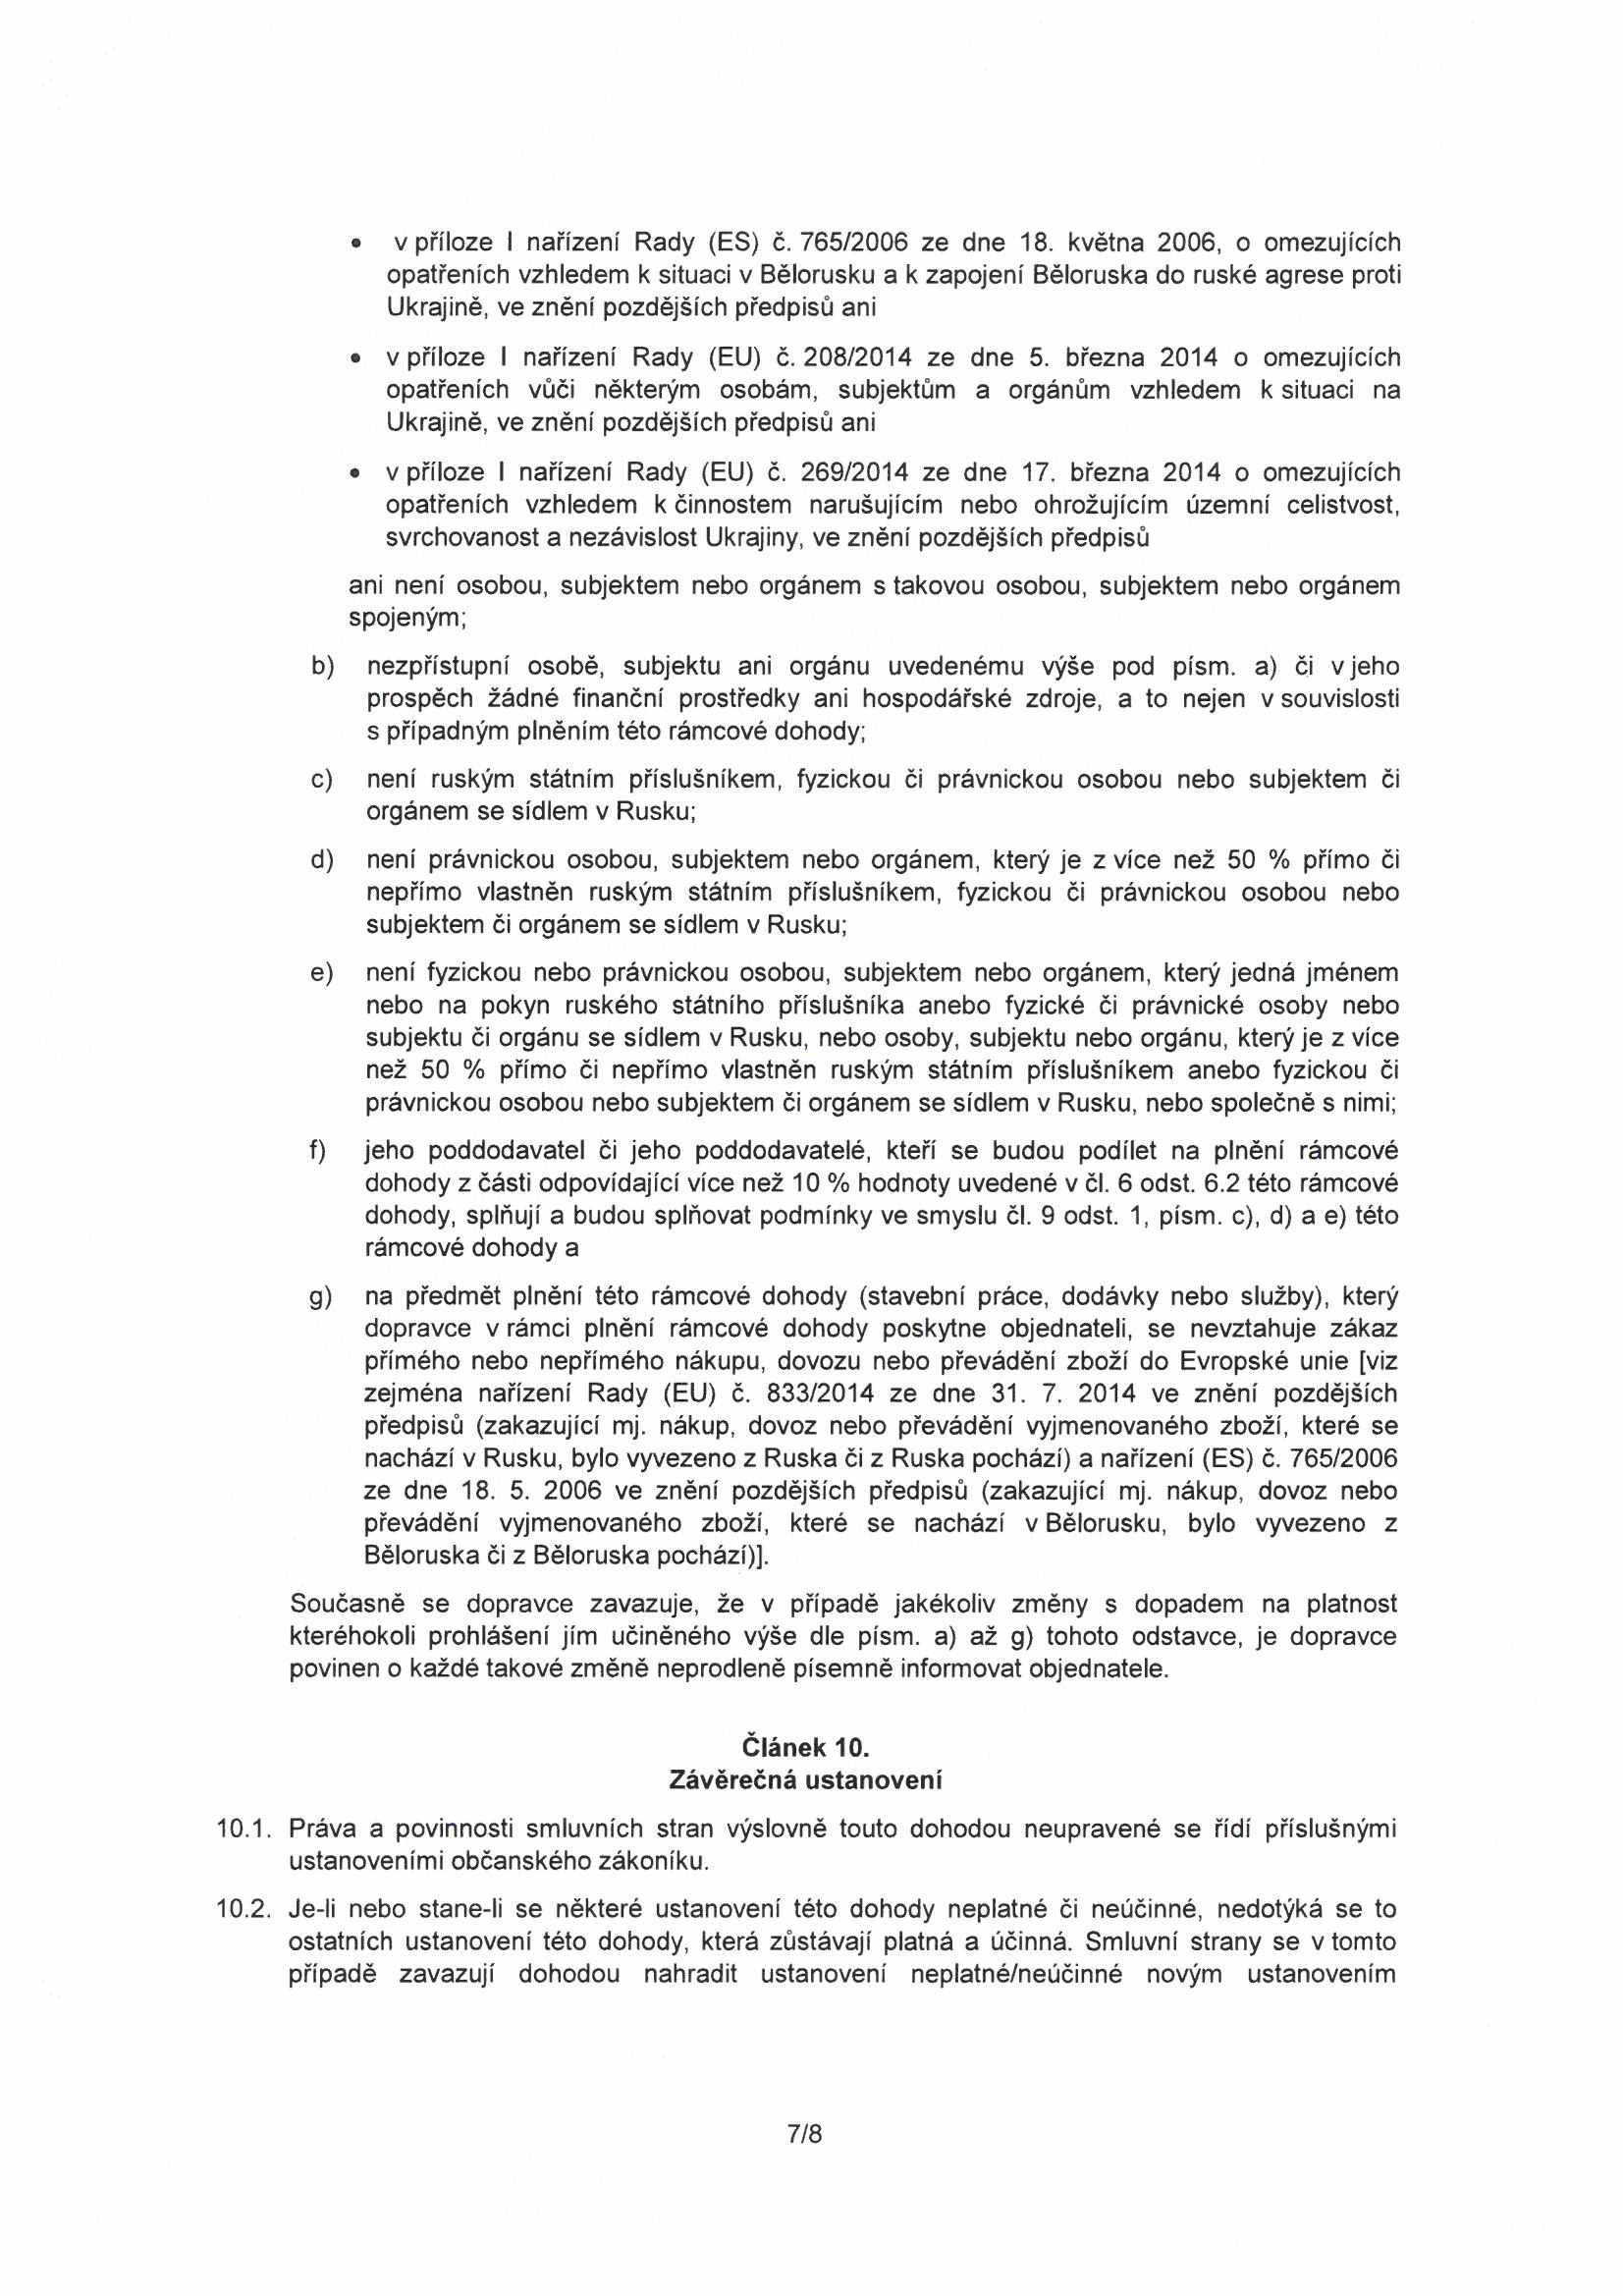 • v příloze I nařízení Rady (ES) č. 765/2006 ze dne 18. května 2006, o omezujících
opatřeních vzhledem k situaci v Bělorusku a k zapojení Běloruska do ruské agrese proti
Ukrajině, ve znění pozdějších předpisů ani
• v příloze I nařízení Rady (EU) č. 208/2014 ze dne 5. března 2014 o omezujících
opatřeních vůči některým osobám, subjektům a orgánům vzhledem k situaci na
Ukrajině, ve znění pozdějších předpisů ani
• v příloze I nařízení Rady (EU) č. 269/2014 ze dne 17. března 2014 o omezujících
opatřeních vzhledem k činnostem narušujícím nebo ohrožujícím územní celistvost,
svrchovanost a nezávislost Ukrajiny, ve znění pozdějších předpisů
ani není osobou, subjektem nebo orgánem s takovou osobou, subjektem nebo orgánem
spojeným;
b) nezpřístupní osobě, subjektu ani orgánu uvedenému výše pod písm. a) či v jeho
prospěch žádné finanční prostředky ani hospodářské zdroje, a to nejen v souvislosti
s případným plněním této rámcové dohody;
c) není ruským státním příslušníkem, fyzickou či právnickou osobou nebo subjektem či
orgánem se sídlem v Rusku;
d) není právnickou osobou, subjektem nebo orgánem, který je z více než 50 % přímo či
nepřímo vlastněn ruským státním příslušníkem, fyzickou či právnickou osobou nebo
subjektem či orgánem se sídlem v Rusku;
e) není fyzickou nebo právnickou osobou, subjektem nebo orgánem, který jedná jménem
nebo na pokyn ruského státního příslušníka anebo fyzické či právnické osoby nebo
subjektu či orgánu se sídlem v Rusku, nebo osoby, subjektu nebo orgánu, který je z více
než 50 % přímo či nepřímo vlastněn ruským státním příslušníkem anebo fyzickou či
právnickou osobou nebo subjektem či orgánem se sídlem v Rusku, nebo společně s nimi;
f) jeho poddodavatel či jeho poddodavatelé, kteří se budou podílet na plnění rámcové
dohody z části odpovídající více než 10 % hodnoty uvedené v čl. 6 odst. 6.2 této rámcové
dohody, splňují a budou splňovat podmínky ve smyslu čl. 9 odst. 1, písm. c), d) a e) této
rámcové dohody a
g) na předmět plnění této rámcové dohody (stavební práce, dodávky nebo služby), který
dopravce v rámci plnění rámcové dohody poskytne objednateli, se nevztahuje zákaz
přímého nebo nepřímého nákupu, dovozu nebo převádění zboží do Evropské unie [viz
zejména nařízení Rady (EU) č. 833/2014 ze dne 31. 7. 2014 ve znění pozdějších
předpisů (zakazující mj. nákup, dovoz nebo převádění vyjmenovaného zboží, které se
nachází v Rusku, bylo vyvezeno z Ruska či z Ruska pochází) a nařízení (ES) č. 765/2006
ze dne 18. 5. 2006 ve znění pozdějších předpisů (zakazující mj. nákup, dovoz nebo
převádění vyjmenovaného zboží, které se nachází v Bělorusku, bylo vyvezeno z
Běloruska či z Běloruska pochází)].
Současně se dopravce zavazuje, že v případě jakékoliv změny s dopadem na platnost
kteréhokoli prohlášení jím učiněného výše dle písm. a) až g) tohoto odstavce, je dopravce
povinen o každé takové změně neprodleně písemně informovat objednatele.
Článek 10.
Závěrečná ustanovení
10.1. Práva a povinnosti smluvních stran výslovně touto dohodou neupravené se řídí příslušnými
ustanoveními občanského zákoníku.
10.2. Je-li nebo stane-li se některé ustanovení této dohody neplatné či neúčinné, nedotýká se to
ostatních ustanovení této dohody, která zůstávají platná a účinná. Smluvní strany se v tomto
případě zavazují dohodou nahradit ustanovení neplatné/neúčinné novým ustanovením
7/8